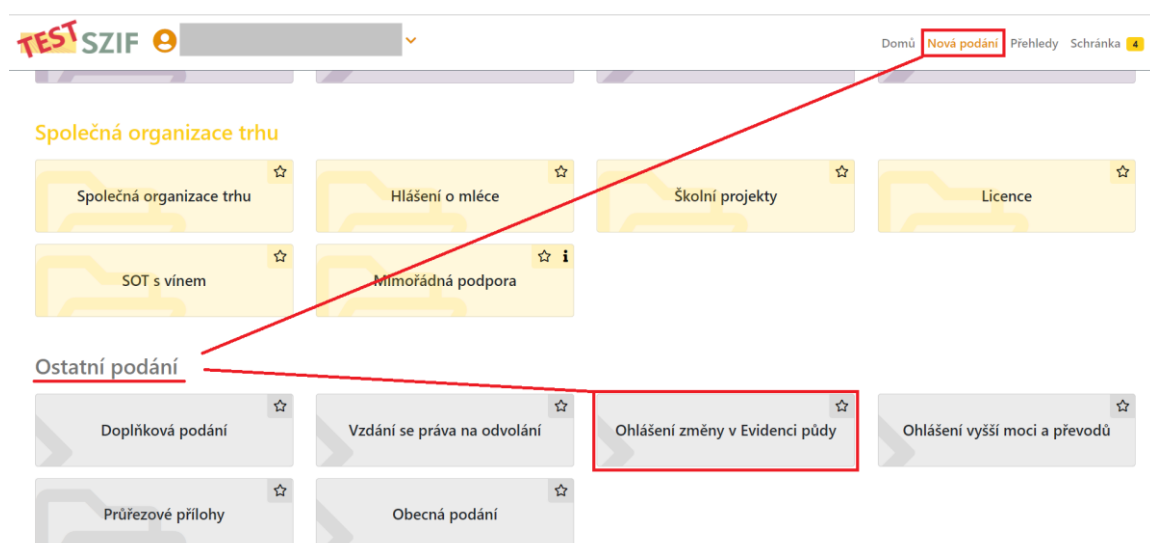 TEST SZIF
Domů Nová podání Přehledy Schránka 4
Společná organizace trhu
Společná organizace trhu
Hlášení o mléce
Školní projekty
Licence
SOT s vínem
Mimořádná podpora
Ostatní podání
Doplňková podání
Vzdání se práva na odvolání
Ohlášení změny v Evidenci půdy
Ohlášení vyšší moci a převodů
Průřezové přílohy
Obecná podání